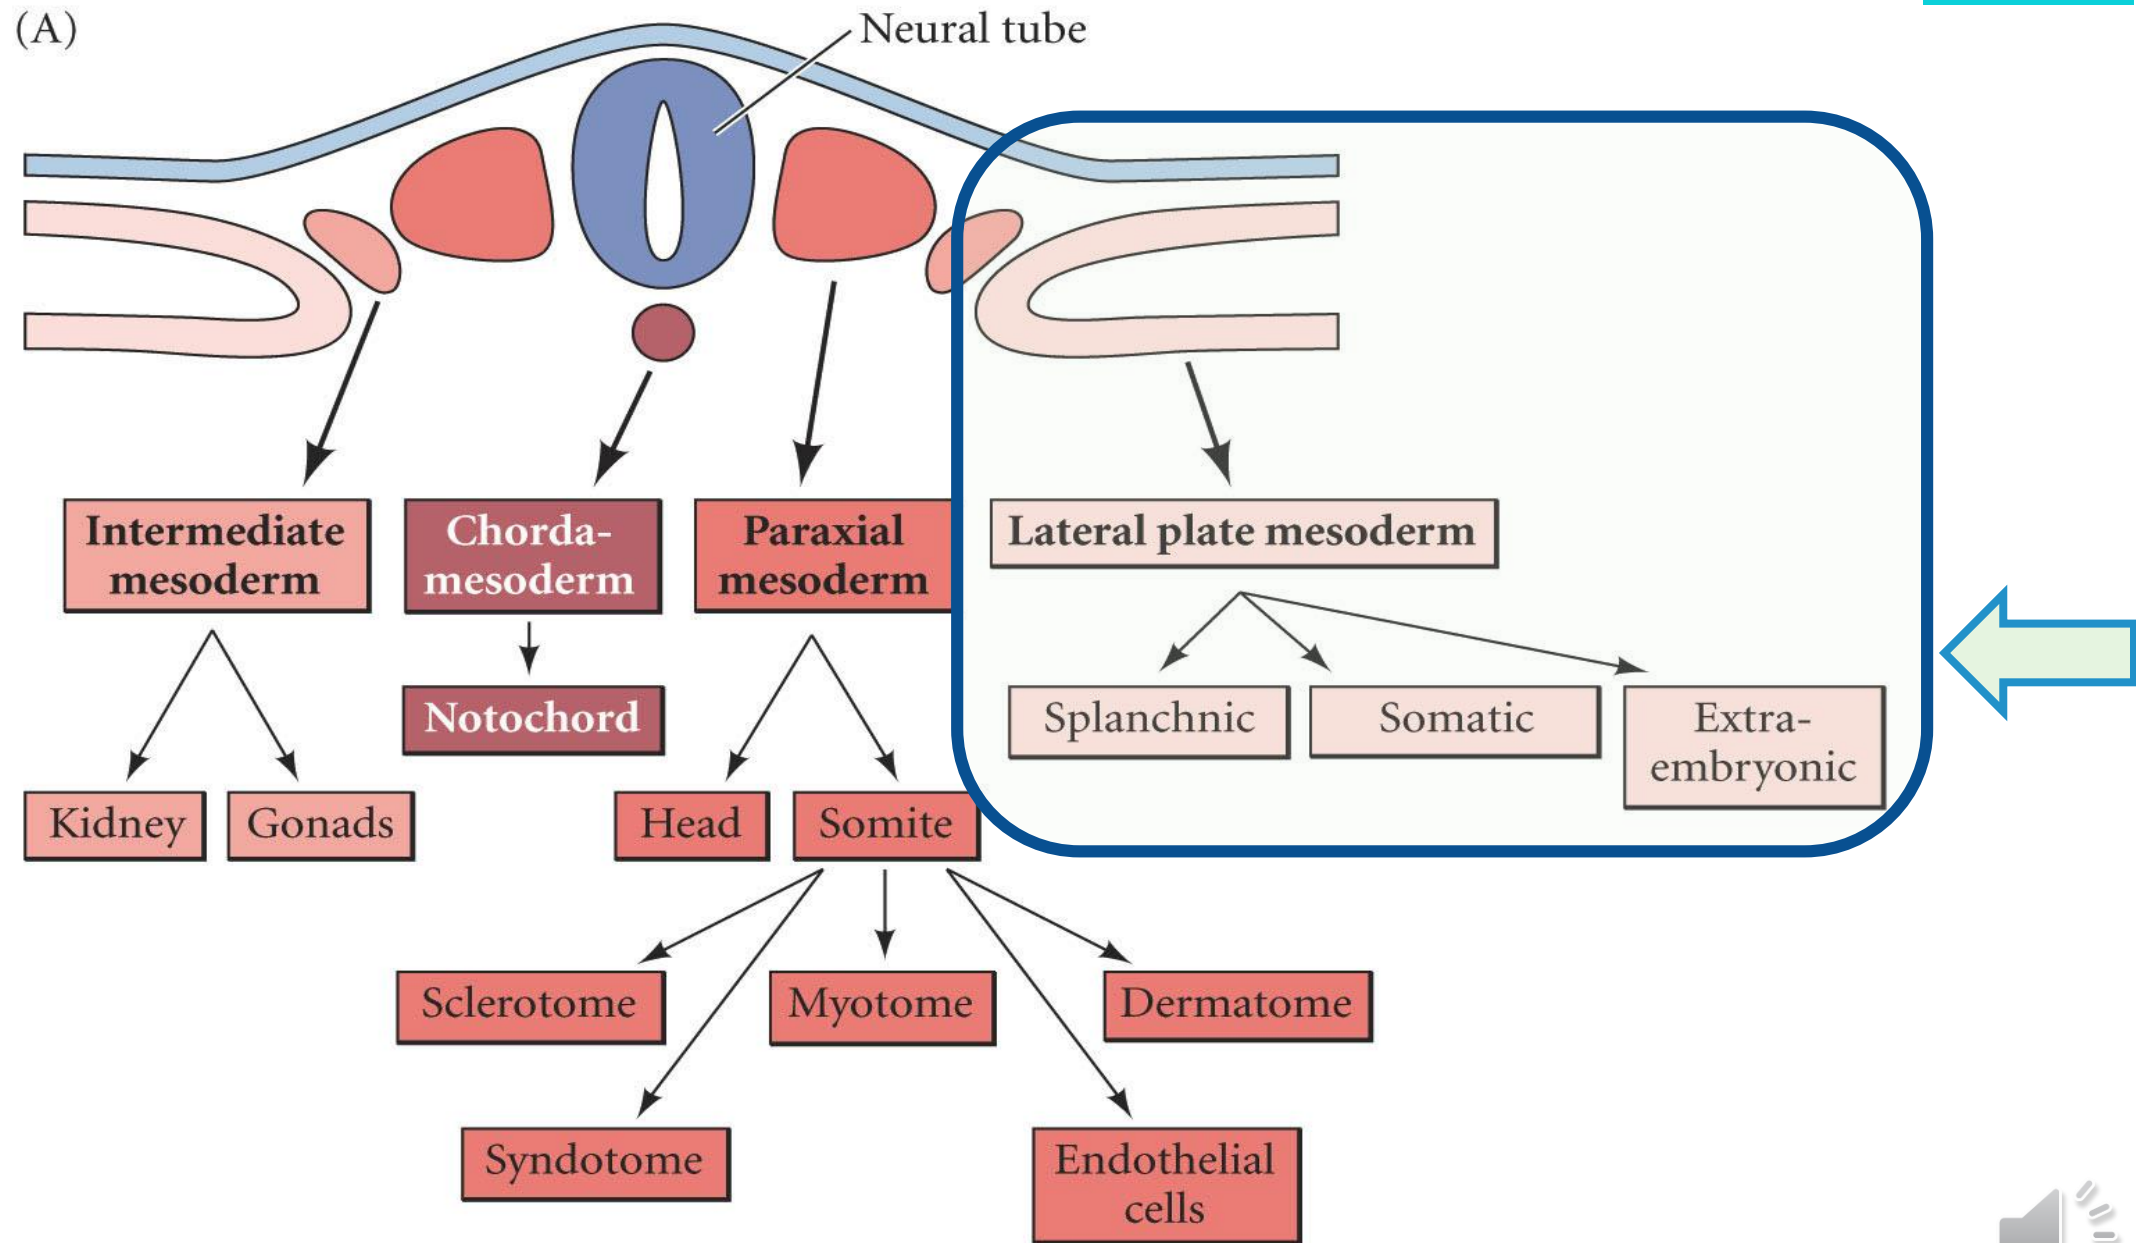 (A)
Neural tube
Intermediate
mesoderm
Chorda-
mesoderm
Paraxial
mesoderm
Lateral plate mesoderm
Notochord
Splanchnic
Somatic
Extra-
embryonic
Kidney
Gonads
Head
Somite
Sclerotome
Myotome
Dermatome
Syndotome
Endothelial
cells